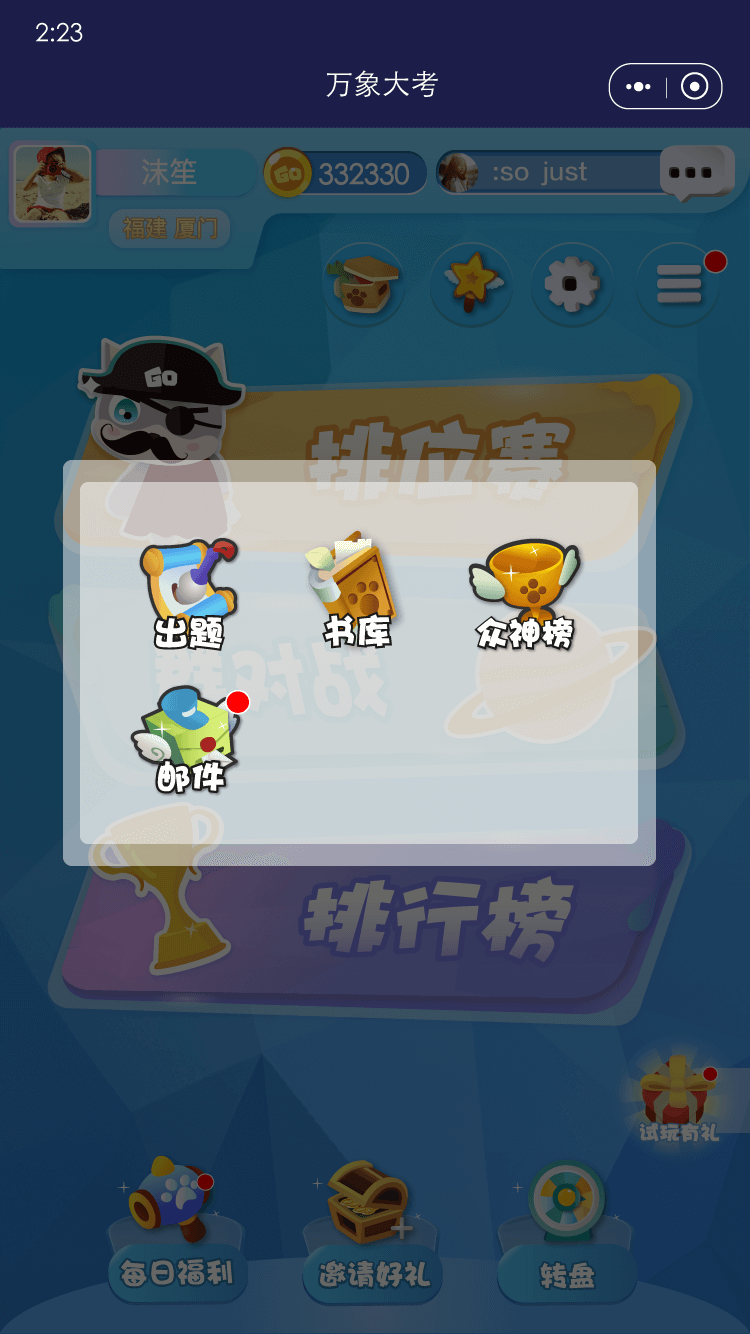 2:23
万象大考
沫笙
GO
332330
:so just
福建 厦门
GO
排位赛
出题
书库
众神榜
群对战
邮件
排行榜
试玩有礼
每日福利
邀请好礼
转盘